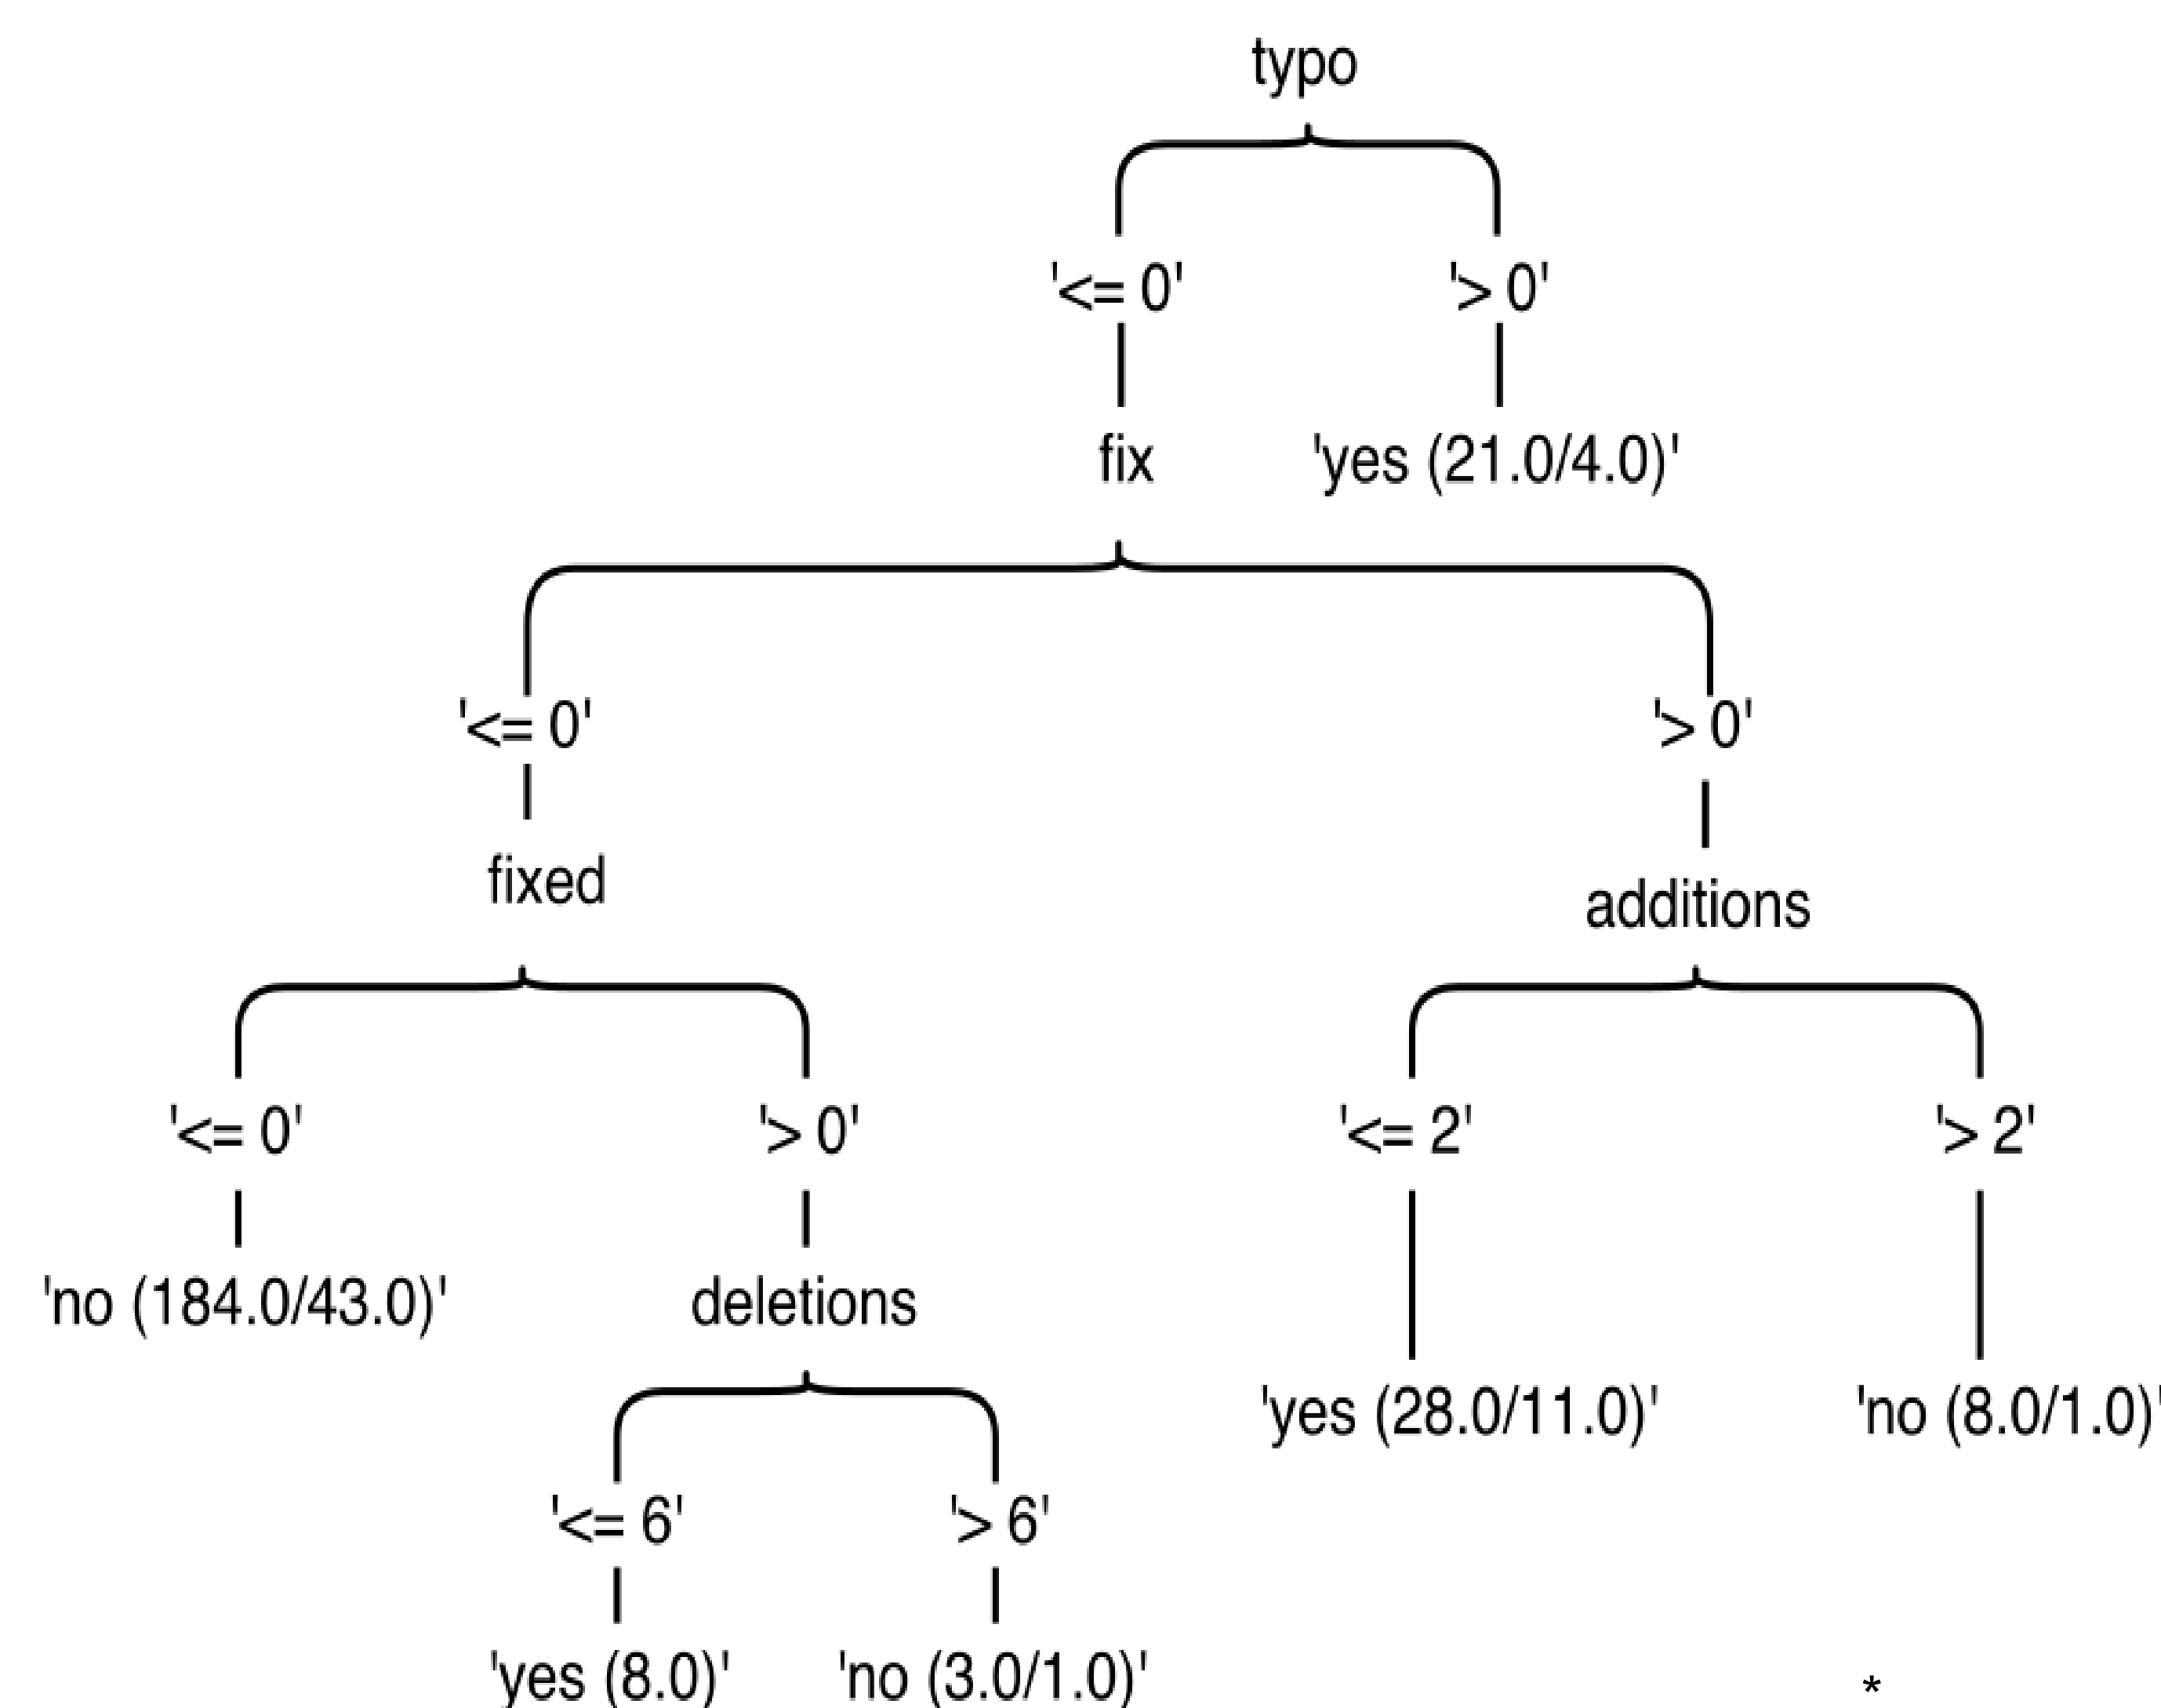 typo
'<= 0' '> 0'
fix 'yes (21.0/4.0)'
'<= 0' '> 0'
fixed additions
'<= 0' '> 0' '<= 2' '> 2'
'no (184.0/43.0)' deletions
'yes (28.0/11.0)' 'no (8.0/1.0)'
'<= 6' '> 6'
'yes (8.0)' 'no (3.0/1.0)' *